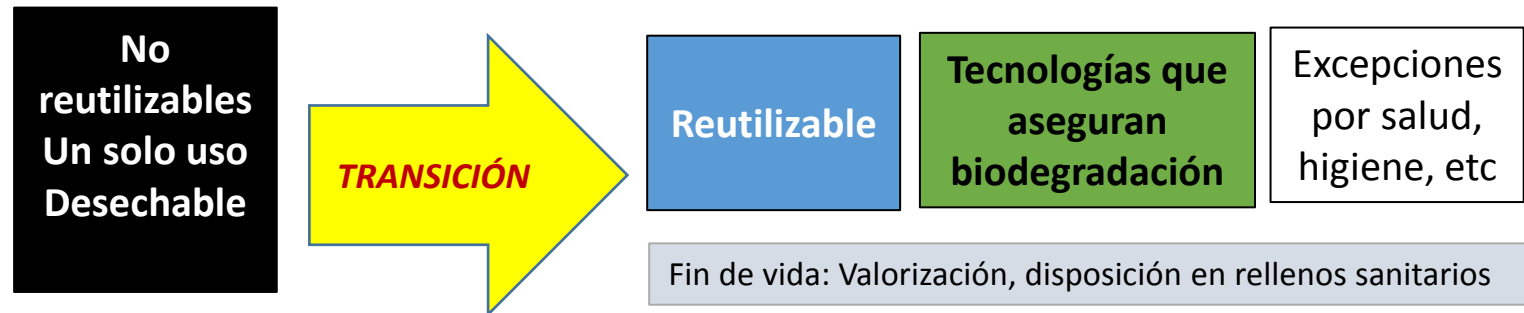 No
reutilizables
Un solo uso
Desechable
TRANSICIÓN
Reutilizable
Tecnologías que
aseguran
biodegradación
Excepciones
por salud,
higiene, etc
Fin de vida: Valorización, disposición en rellenos sanitarios